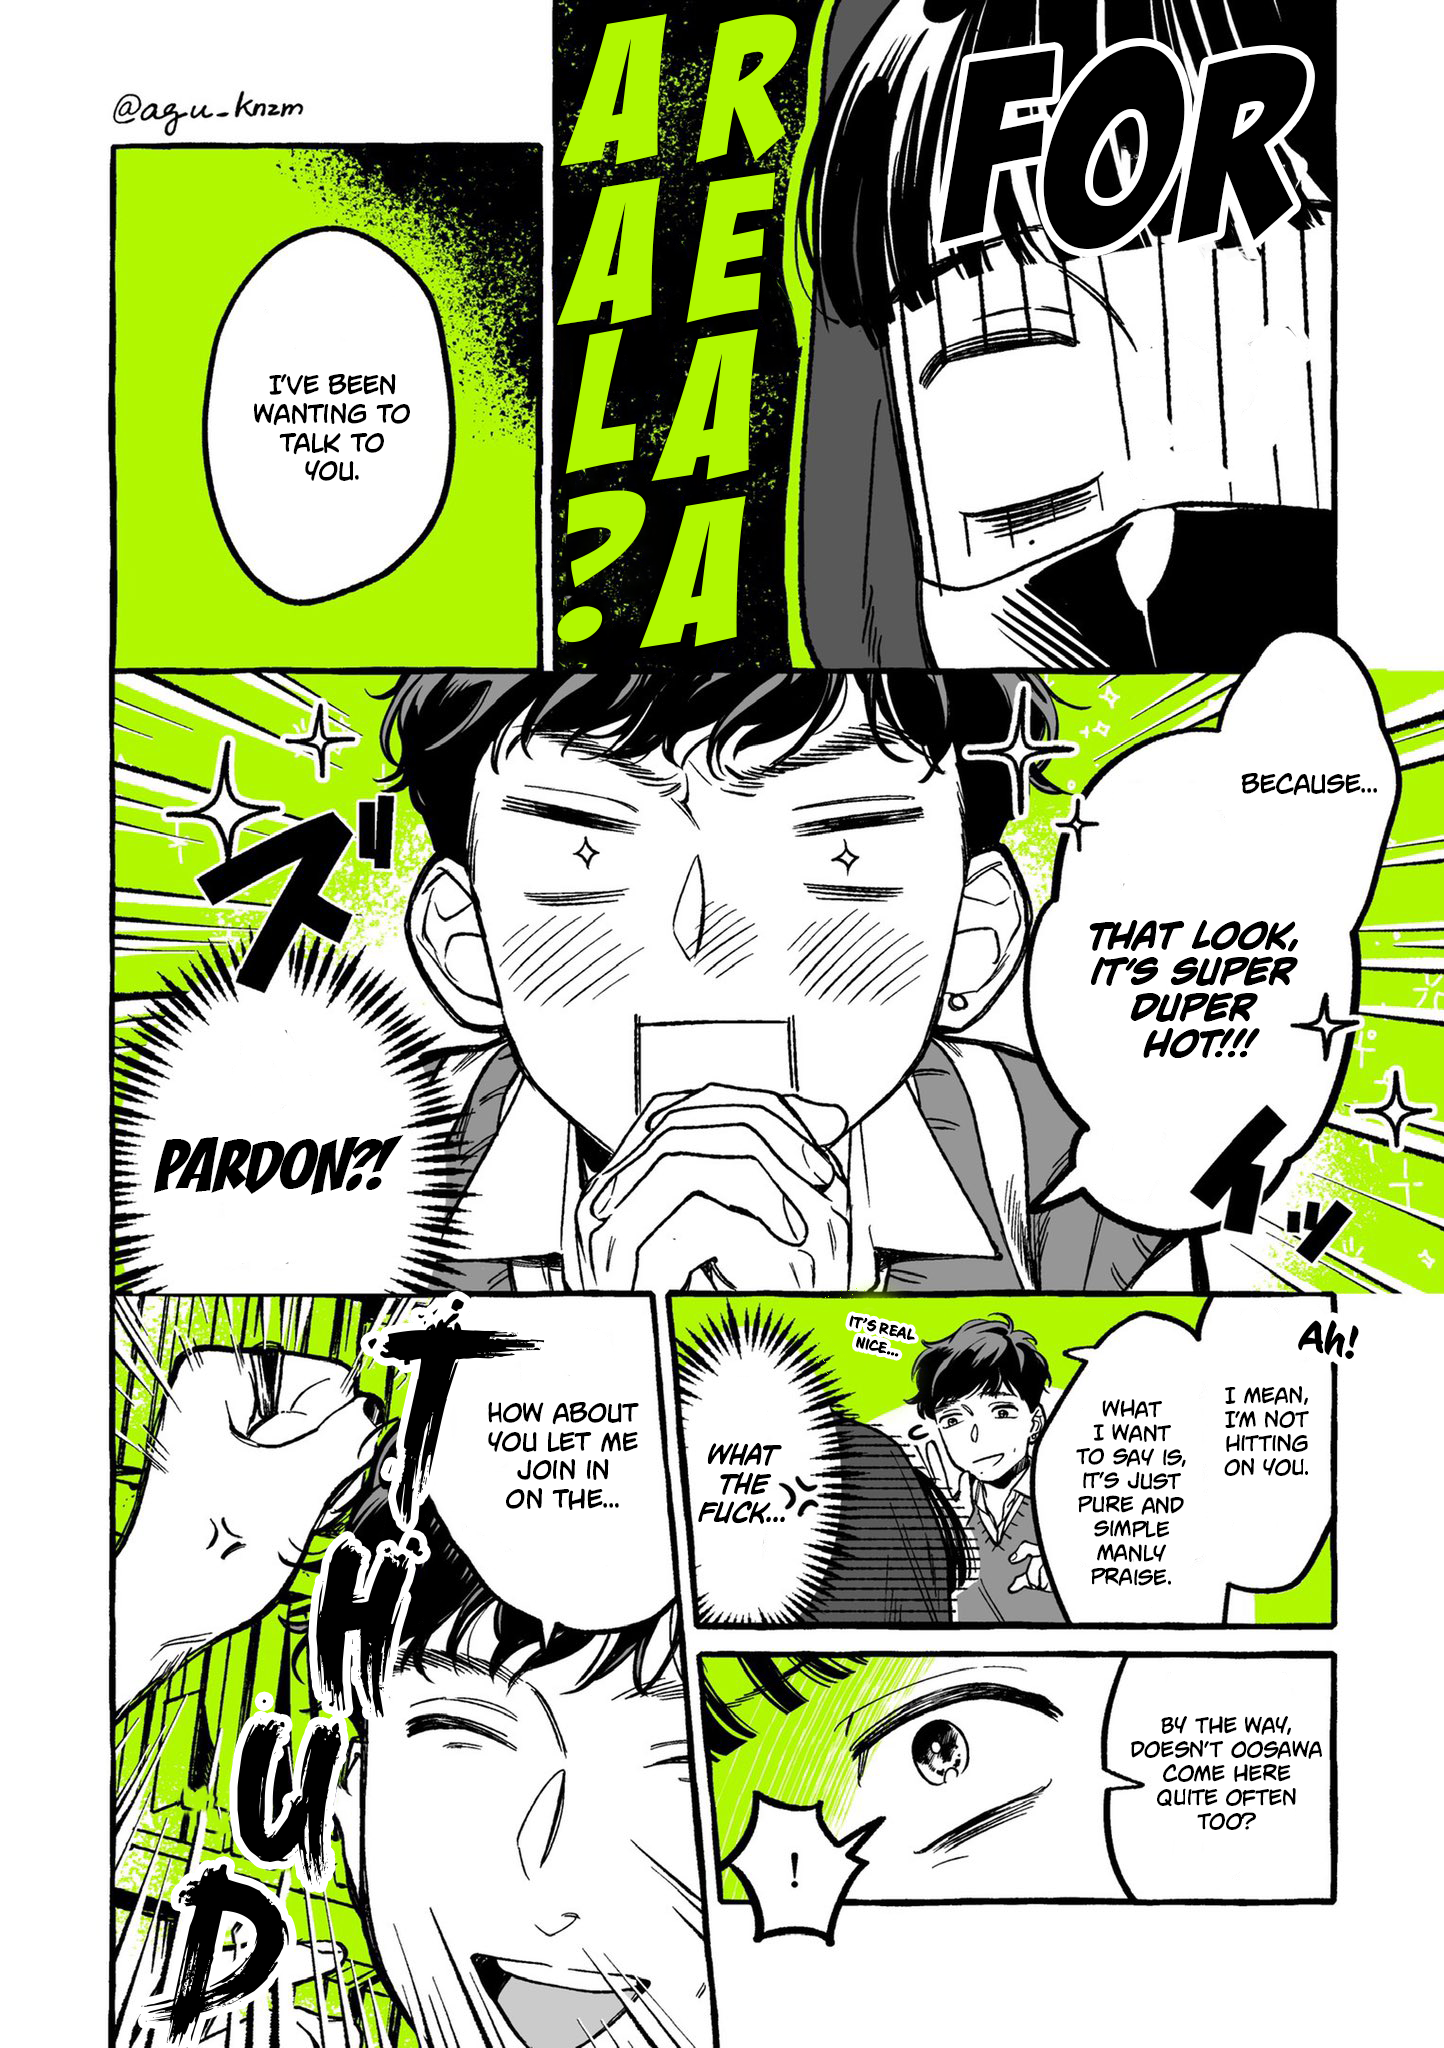 @agu_knzm
FOR
REAA
AAL?
I'VE BEEN
WANTING TO
TALK TO
YOU.
BECAUSE...
THAT LOOK,
IT'S SUPER
DUPER
HOT!!!
ズ"
イッ
PARDON?!
Ah!
I MEAN,
I'M NOT
HITTING
ON YOU.
WHAT
I WANT
TO SAY IS,
IT'S JUST
PURE AND
SIMPLE
MANLY
PRAISE.
IT'S REAL
NICE...
WHAT
THE
FUCK...
BY THE WAY,
DOESN'T OOSAWA
COME HERE
QUITE OFTEN
TOO?
!
HOW ABOUT
YOU LET ME
JOIN IN
ON THE...
THUD